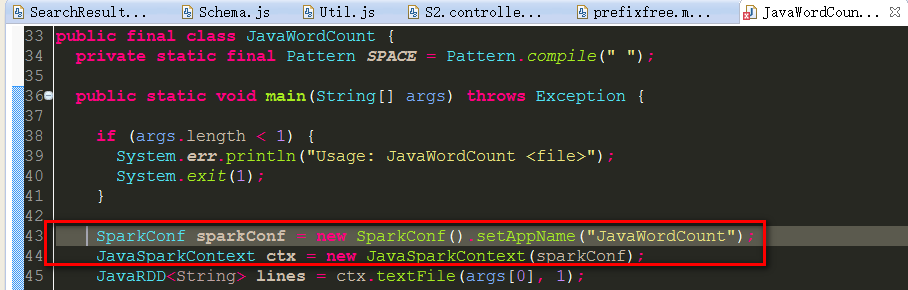 SearchResult... Schema.js Util.js S2.controlle... prefixfree.m... JavaWordCoun...
33 public final class JavaWordCount {
34 private static final Pattern SPACE = Pattern.compile(" ");
35
36 public static void main(String[] args) throws Exception {
37
38 if (args.length < 1) {
39 System.err.println("Usage: JavaWordCount <file>");
40 System.exit(1);
41 }
42
43 SparkConf sparkConf = new SparkConf().setAppName("JavaWordCount");
44 JavaSparkContext ctx = new JavaSparkContext(sparkConf);
45 JavaRDD<String> lines = ctx.textFile(args[0], 1);